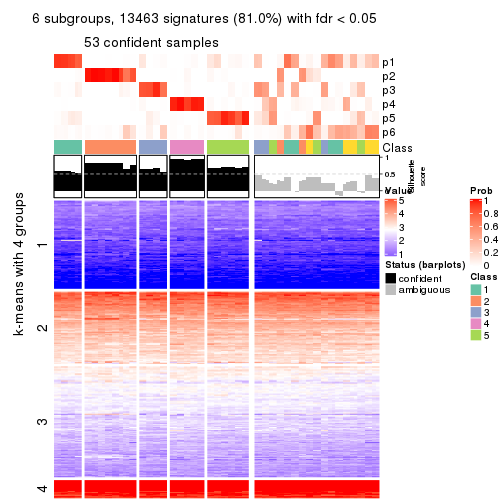 6 subgroups, 13463 signatures (81.0%) with fdr < 0.05
53 confident samples
p1
p2
p3
p4
p5
p6
Class
1
0.5
0
Silhouette
score
k-means with 4 groups
1
2
3
4
Value
5
4
3
2
1
Status (barplots)
confident
ambiguous
Prob
1
0.8
0.6
0.4
0.2
0
Class
1
2
3
4
5